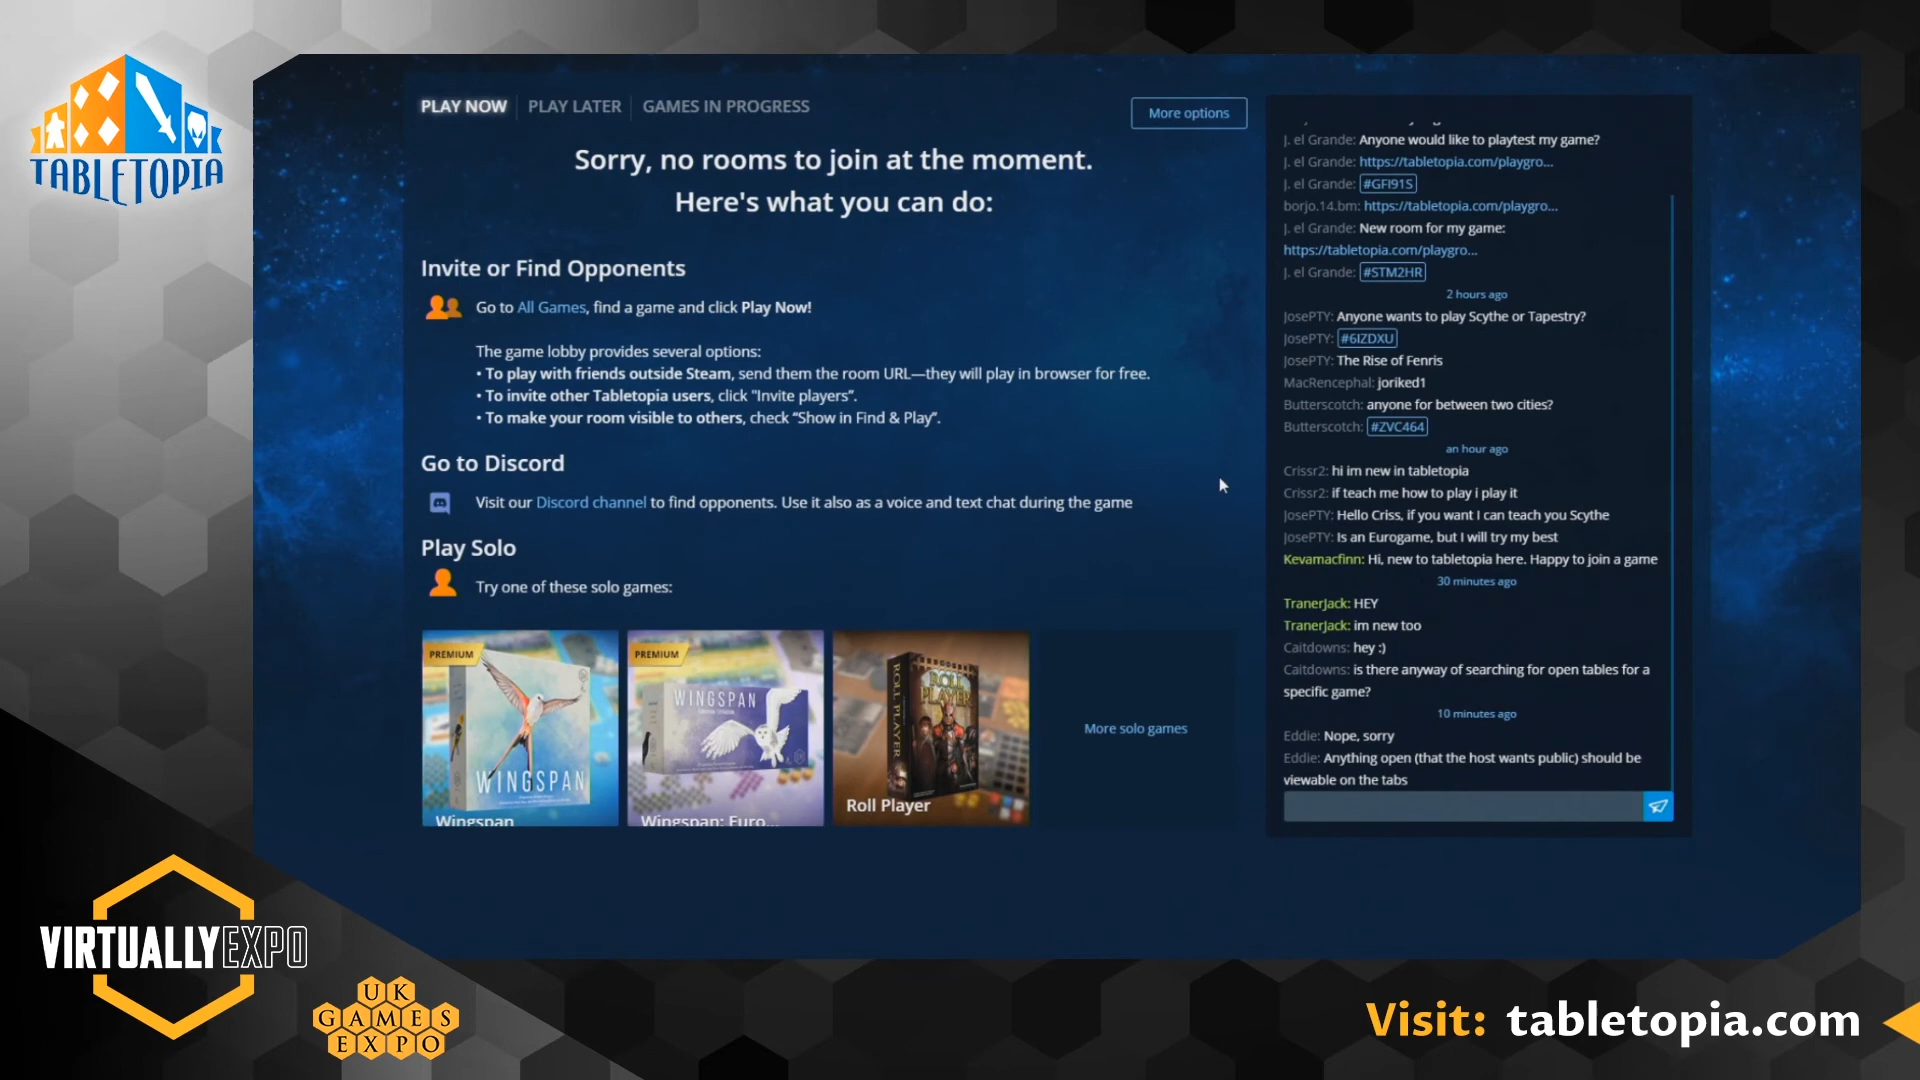 TABLETOPIA
PLAY NOW
PLAY LATER
GAMES IN PROGRESS
More options
Sorry, no rooms to join at the moment.
Here's what you can do:
Invite or Find Opponents
Go to All Games, find a game and click Play Now!
The game lobby provides several options:
• To play with friends outside Steam, send them the room URL—they will play in browser for free.
• To invite other Tabletopia users, click "Invite players".
• To make your room visible to others, check “Show in Find & Play”.
Go to Discord
Visit our Discord channel to find opponents. Use it also as a voice and text chat during the game
Play Solo
Try one of these solo games:
PREMIUM
WINGSPAN
Wingspan
PREMIUM
WINGSPAN
Wingspan: Euro...
ROLL PLAYER
ROLL PLAYER
Roll Player
More solo games
J. el Grande: Anyone would like to playtest my game?
J. el Grande: https://tabletopia.com/playgro...
J. el Grande: #GFI91S
borjo.14.bm: https://tabletopia.com/playgro...
J. el Grande: New room for my game:
https://tabletopia.com/playgro...
J. el Grande: #STM2HR
2 hours ago
JosePTY: Anyone wants to play Scythe or Tapestry?
JosePTY: #6IZDXU
JosePTY: The Rise of Fenris
MacRencephal: joriked1
Butterscotch: anyone for between two cities?
Butterscotch: #ZVC464
an hour ago
Crissr2: hi im new in tabletopia
Crissr2: if teach me how to play i play it
JosePTY: Hello Criss, if you want I can teach you Scythe
JosePTY: Is an Eurogame, but I will try my best
Kevamacfinn: Hi, new to tabletopia here. Happy to join a game
30 minutes ago
TranerJack: HEY
TranerJack: im new too
Caitdowns: hey :)
Caitdowns: is there anyway of searching for open tables for a
specific game?
10 minutes ago
Eddie: Nope, sorry
Eddie: Anything open (that the host wants public) should be
viewable on the tabs
VIRTUALLY EXPO
UK
GAMES
EXPO
Visit: tabletopia.com